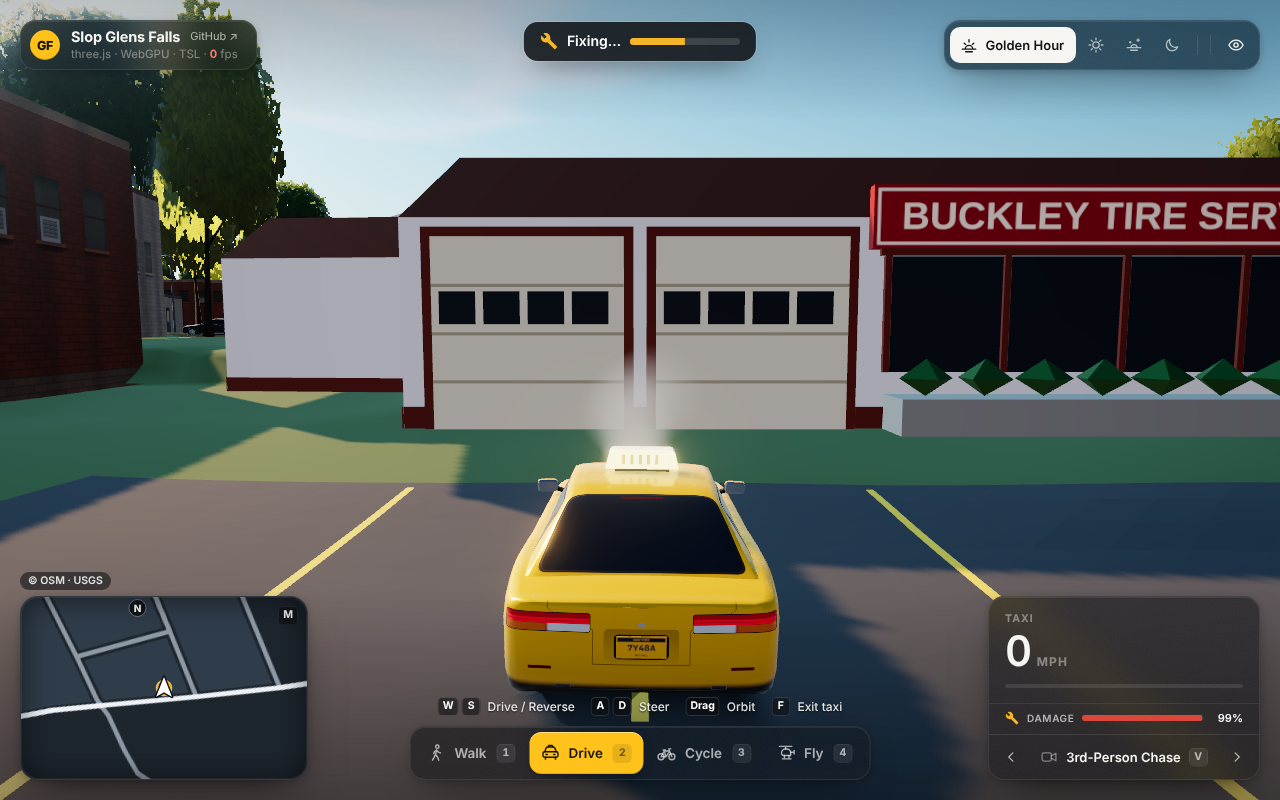 GF
Slop Glens Falls GitHub ↗
three.js · WebGPU · TSL · 0 fps
Fixing...
Golden Hour
BUCKLEY TIRE SER
7Y48A
© OSM · USGS
N
M
TAXI
0 MPH
DAMAGE 99%
3rd-Person Chase V
W S Drive / Reverse A D Steer Drag Orbit F Exit taxi
Walk 1 Drive 2 Cycle 3 Fly 4